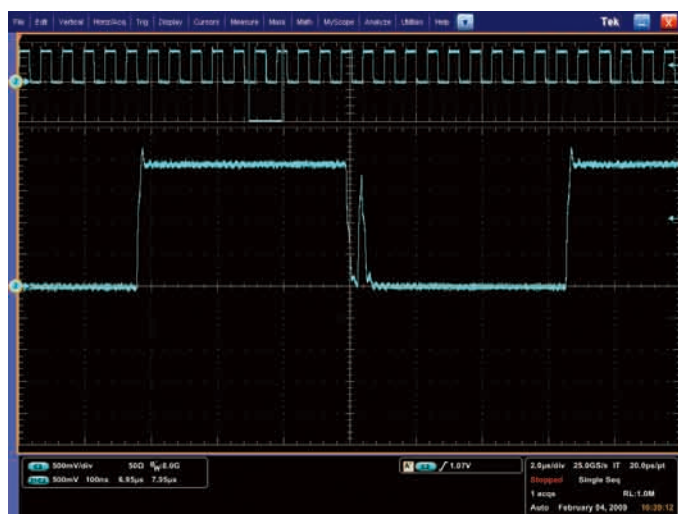 File Edit Vertical Horiz/Acq Trig Display Cursors Measure Mask Math MyScope Analyze Utilities Help Tek
500mV/div 50Ω 8.0G
500mV 100ns 6.95µs 7.95µs
A' 1.07V
2.0µs/div 25.0GS/s IT 20.0ps/pt
Stopped Single Seq
1 acqs RL:1.0M
Auto February 04, 2009